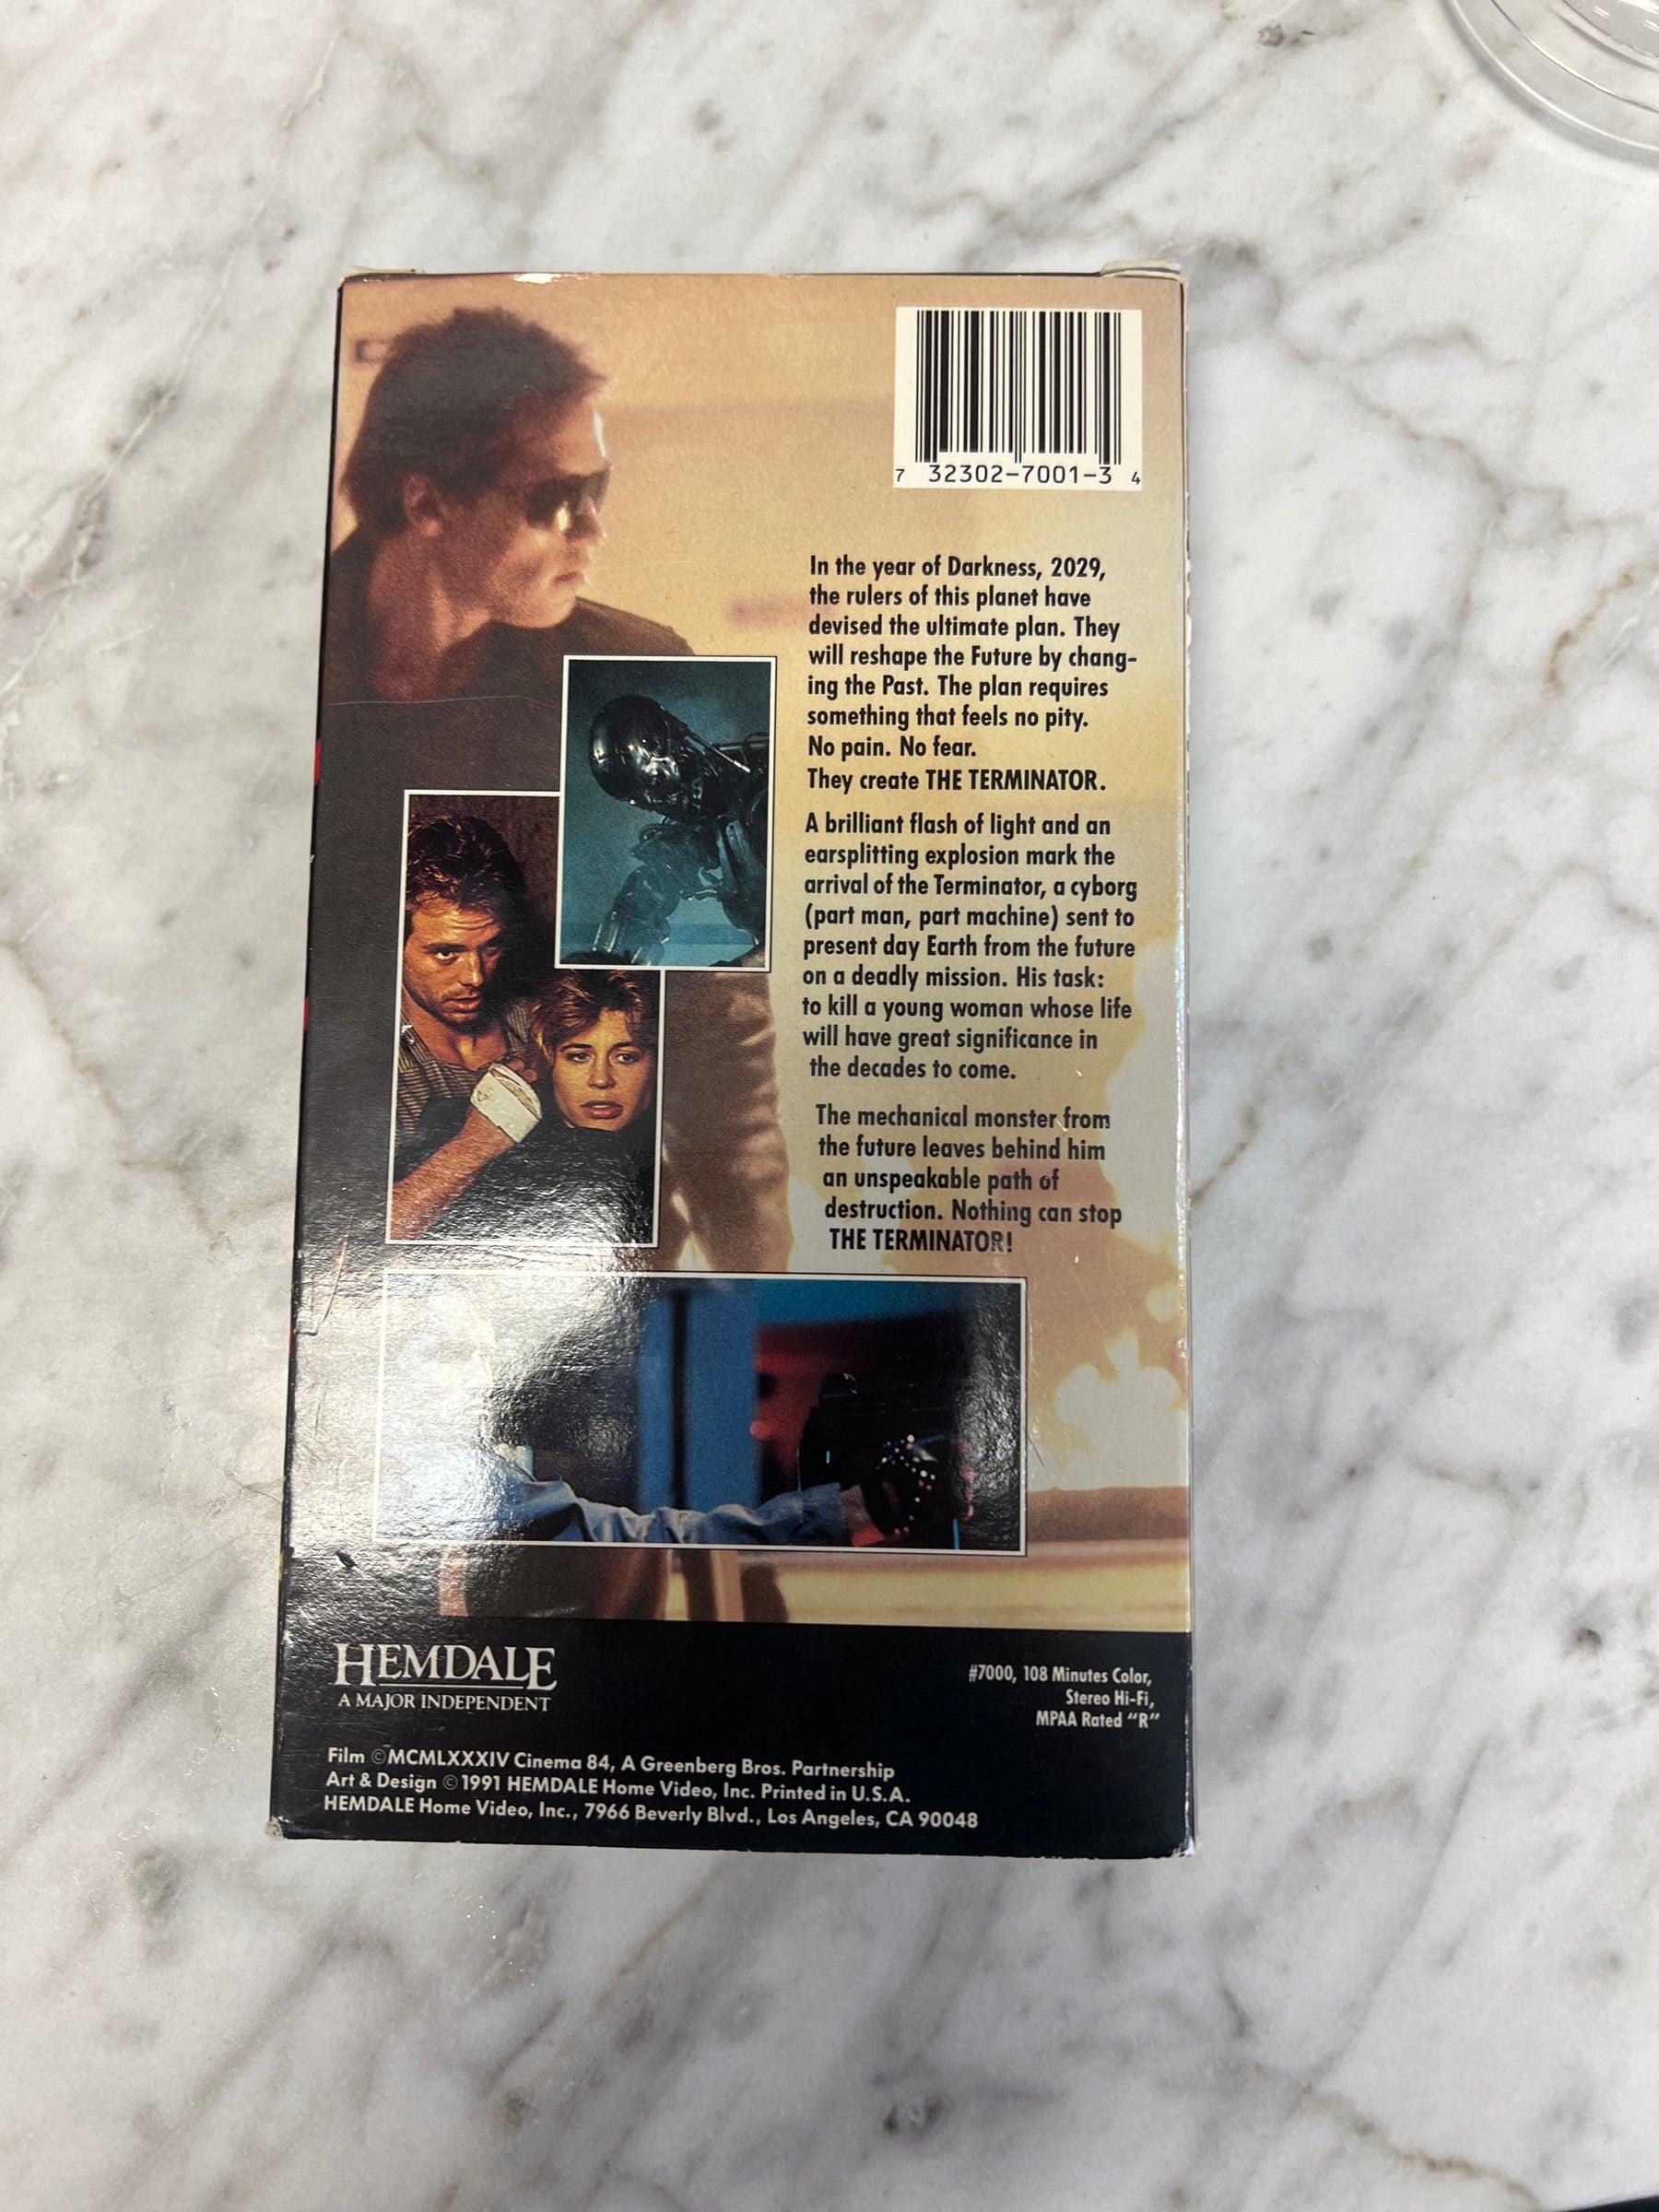 7 32302-7001-3 4
In the year of Darkness, 2029,
the rulers of this planet have
devised the ultimate plan. They
will reshape the Future by chang-
ing the Past. The plan requires
something that feels no pity.
No pain. No fear.
They create THE TERMINATOR.
A brilliant flash of light and an
earsplitting explosion mark the
arrival of the Terminator, a cyborg
(part man, part machine) sent to
present day Earth from the future
on a deadly mission. His task:
to kill a young woman whose life
will have great significance in
the decades to come.
The mechanical monster from
the future leaves behind him
an unspeakable path of
destruction. Nothing can stop
THE TERMINATOR!
HEMDALE
A MAJOR INDEPENDENT
#7000, 108 Minutes Color,
Stereo Hi-Fi,
MPAA Rated “R”
Film ©MCMLXXXIV Cinema 84, A Greenberg Bros. Partnership
Art & Design ©1991 HEMDALE Home Video, Inc. Printed in U.S.A.
HEMDALE Home Video, Inc., 7966 Beverly Blvd., Los Angeles, CA 90048